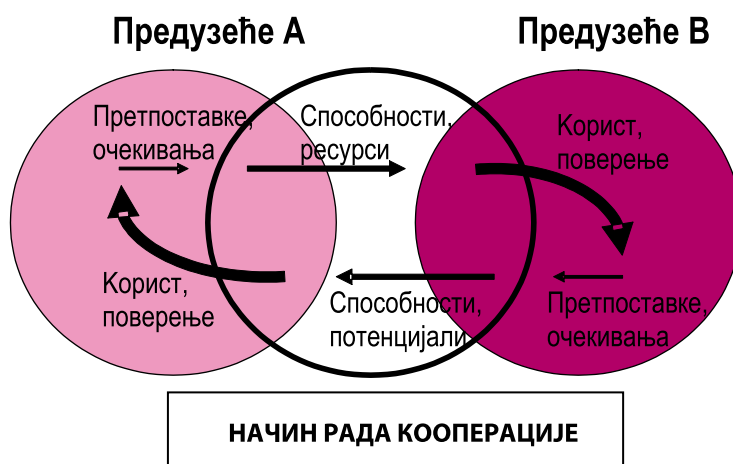 Предузеће А
Предузеће В
Претпоставке,
очекивања
Способности,
ресурси
Корист,
поверење
Корист,
поверење
Способности,
потенцијали
Претпоставке,
очекивања
НАЧИН РАДА КООПЕРАЦИЈЕ